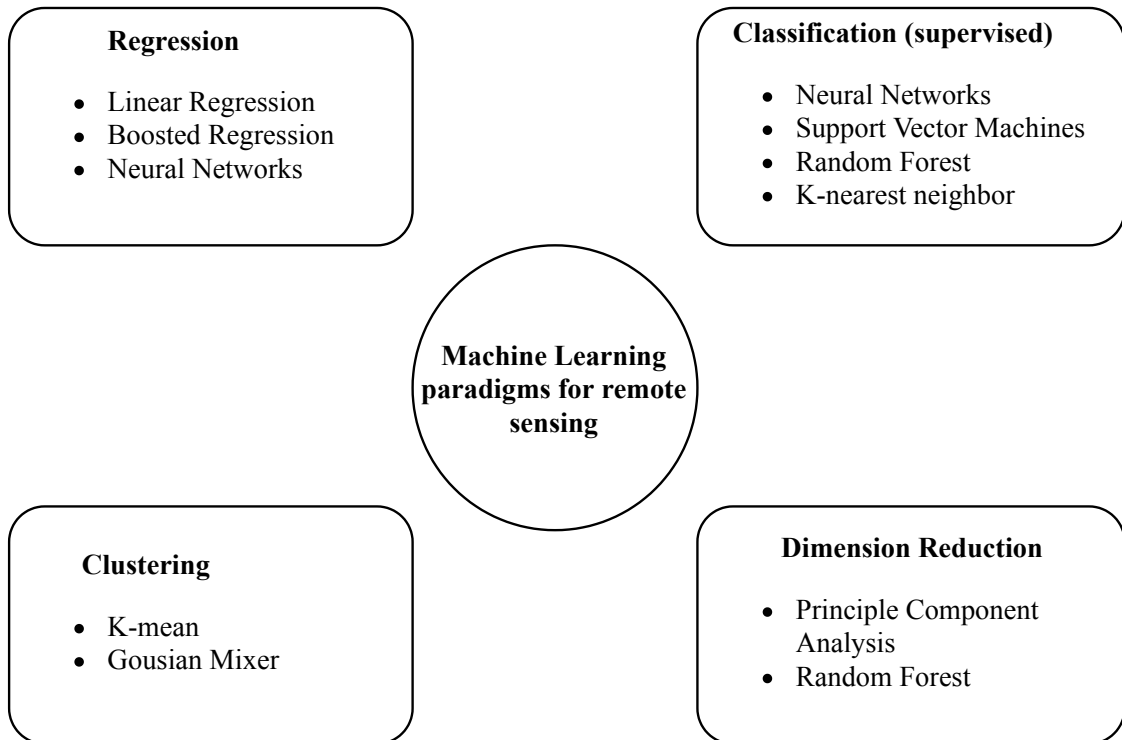 Regression
• Linear Regression
• Boosted Regression
• Neural Networks
Classification (supervised)
• Neural Networks
• Support Vector Machines
• Random Forest
• K-nearest neighbor
Machine Learning
paradigms for remote
sensing
Clustering
• K-mean
• Gousian Mixer
Dimension Reduction
• Principle Component
Analysis
• Random Forest